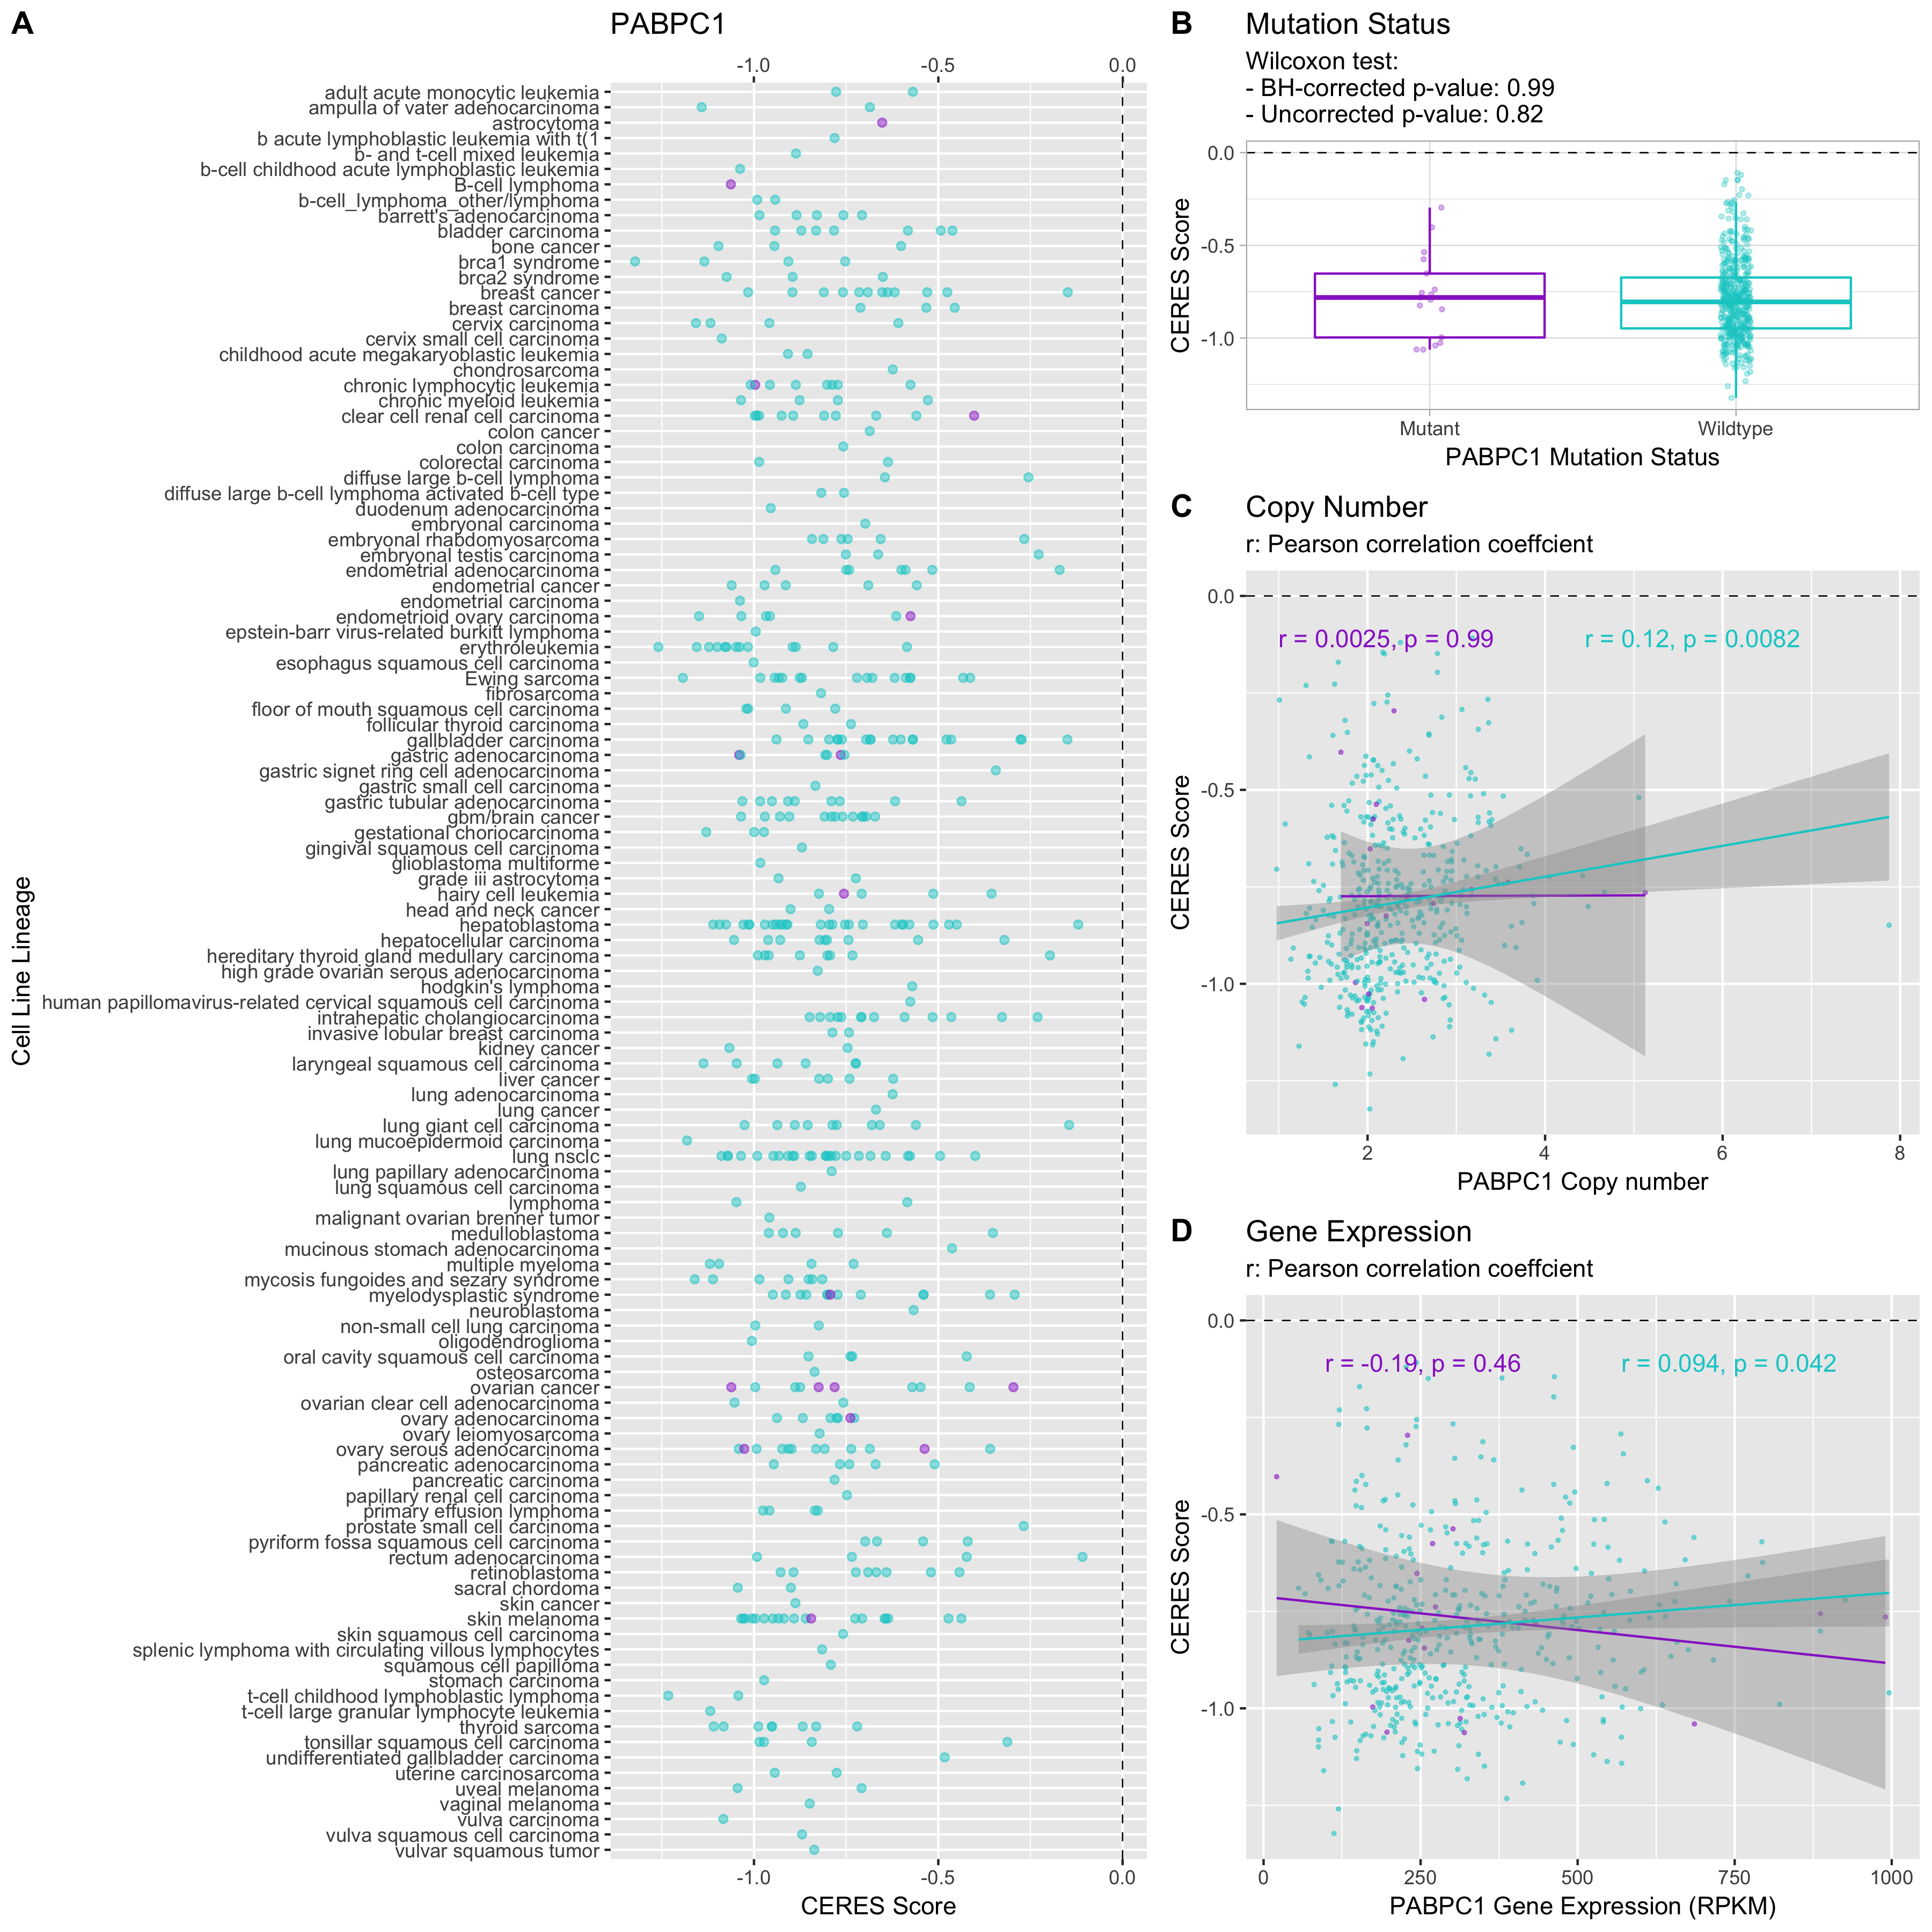 A
PABPC1
-1.0 -0.5 0.0
Cell Line Lineage
adult acute monocytic leukemia
ampulla of vater adenocarcinoma
astrocytoma
b acute lymphoblastic leukemia with t(1
b- and t-cell mixed leukemia
b-cell childhood acute lymphoblastic leukemia
B-cell lymphoma
b-cell_lymphoma_other/lymphoma
barrett's adenocarcinoma
bladder carcinoma
bone cancer
brca1 syndrome
brca2 syndrome
breast cancer
breast carcinoma
cervix carcinoma
cervix small cell carcinoma
childhood acute megakaryoblastic leukemia
chondrosarcoma
chronic lymphocytic leukemia
chronic myeloid leukemia
clear cell renal cell carcinoma
colon cancer
colon carcinoma
colorectal carcinoma
diffuse large b-cell lymphoma
diffuse large b-cell lymphoma activated b-cell type
duodenum adenocarcinoma
embryonal carcinoma
embryonal rhabdomyosarcoma
embryonal testis carcinoma
endometrial adenocarcinoma
endometrial cancer
endometrial carcinoma
endometrioid ovary carcinoma
epstein-barr virus-related burkitt lymphoma
erythroleukemia
esophagus squamous cell carcinoma
Ewing sarcoma
fibrosarcoma
floor of mouth squamous cell carcinoma
follicular thyroid carcinoma
gallbladder carcinoma
gastric adenocarcinoma
gastric signet ring cell adenocarcinoma
gastric small cell carcinoma
gastric tubular adenocarcinoma
gbm/brain cancer
gestational choriocarcinoma
gingival squamous cell carcinoma
glioblastoma multiforme
grade iii astrocytoma
hairy cell leukemia
head and neck cancer
hepatoblastoma
hepatocellular carcinoma
hereditary thyroid gland medullary carcinoma
high grade ovarian serous adenocarcinoma
hodgkin's lymphoma
human papillomavirus-related cervical squamous cell carcinoma
intrahepatic cholangiocarcinoma
invasive lobular breast carcinoma
kidney cancer
laryngeal squamous cell carcinoma
liver cancer
lung adenocarcinoma
lung cancer
lung giant cell carcinoma
lung mucoepidermoid carcinoma
lung nsclc
lung papillary adenocarcinoma
lung squamous cell carcinoma
lymphoma
malignant ovarian brenner tumor
medulloblastoma
mucinous stomach adenocarcinoma
multiple myeloma
mycosis fungoides and sezary syndrome
myelodysplastic syndrome
neuroblastoma
non-small cell lung carcinoma
oligodendroglioma
oral cavity squamous cell carcinoma
osteosarcoma
ovarian cancer
ovarian clear cell adenocarcinoma
ovary adenocarcinoma
ovary leiomyosarcoma
ovary serous adenocarcinoma
pancreatic adenocarcinoma
pancreatic carcinoma
papillary renal cell carcinoma
primary effusion lymphoma
prostate small cell carcinoma
pyriform fossa squamous cell carcinoma
rectum adenocarcinoma
retinoblastoma
sacral chordoma
skin cancer
skin melanoma
skin squamous cell carcinoma
splenic lymphoma with circulating villous lymphocytes
squamous cell papilloma
stomach carcinoma
t-cell childhood lymphoblastic lymphoma
t-cell large granular lymphocyte leukemia
thyroid sarcoma
tonsillar squamous cell carcinoma
undifferentiated gallbladder carcinoma
uterine carcinosarcoma
uveal melanoma
vaginal melanoma
vulva carcinoma
vulva squamous cell carcinoma
vulvar squamous tumor
-1.0 -0.5 0.0
CERES Score
B
Mutation Status
Wilcoxon test:
- BH-corrected p-value: 0.99
- Uncorrected p-value: 0.82
CERES Score
0.0
-0.5
-1.0
Mutant Wildtype
PABPC1 Mutation Status
C
Copy Number
r: Pearson correlation coeffcient
CERES Score
0.0
r = 0.0025, p = 0.99 r = 0.12, p = 0.0082
-0.5
-1.0
2 4 6 8
PABPC1 Copy number
D
Gene Expression
r: Pearson correlation coeffcient
CERES Score
0.0
r = -0.19, p = 0.46 r = 0.094, p = 0.042
-0.5
-1.0
0 250 500 750 1000
PABPC1 Gene Expression (RPKM)